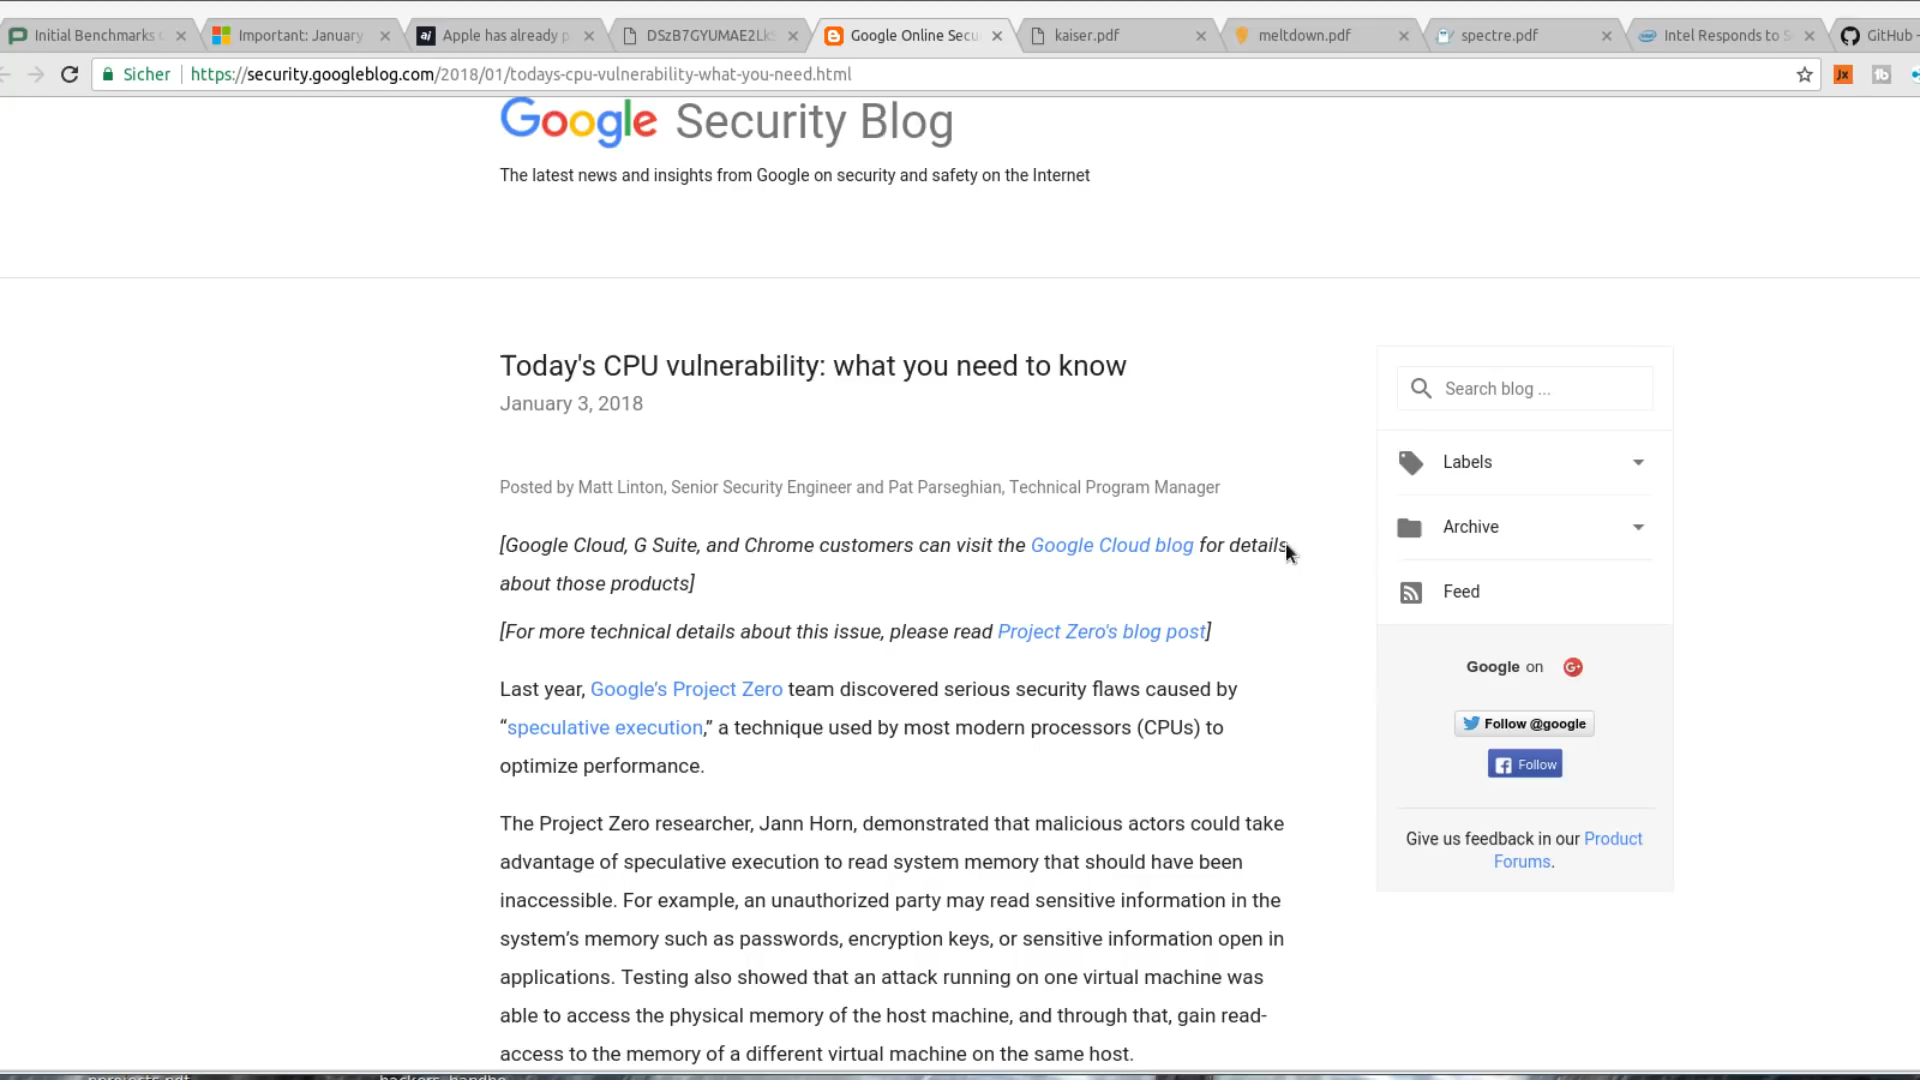 Initial Benchmarks
Important: January
ai Apple has already p
DSzB7GYUMAE2Lk
Google Online Secu
kaiser.pdf
meltdown.pdf
spectre.pdf
Intel Responds to S
GitHub -
Sicher
https://security.googleblog.com/2018/01/todays-cpu-vulnerability-what-you-need.html
Jx
Google Security Blog
The latest news and insights from Google on security and safety on the Internet
Today's CPU vulnerability: what you need to know
January 3, 2018
Posted by Matt Linton, Senior Security Engineer and Pat Parseghian, Technical Program Manager
[Google Cloud, G Suite, and Chrome customers can visit the Google Cloud blog for details
about those products]
[For more technical details about this issue, please read Project Zero's blog post]
Last year, Google’s Project Zero team discovered serious security flaws caused by
“speculative execution,” a technique used by most modern processors (CPUs) to
optimize performance.
The Project Zero researcher, Jann Horn, demonstrated that malicious actors could take
advantage of speculative execution to read system memory that should have been
inaccessible. For example, an unauthorized party may read sensitive information in the
system’s memory such as passwords, encryption keys, or sensitive information open in
applications. Testing also showed that an attack running on one virtual machine was
able to access the physical memory of the host machine, and through that, gain read-
access to the memory of a different virtual machine on the same host.
Search blog ...
Labels
Archive
Feed
Google on G+
Follow @google
Follow
Give us feedback in our Product
Forums.